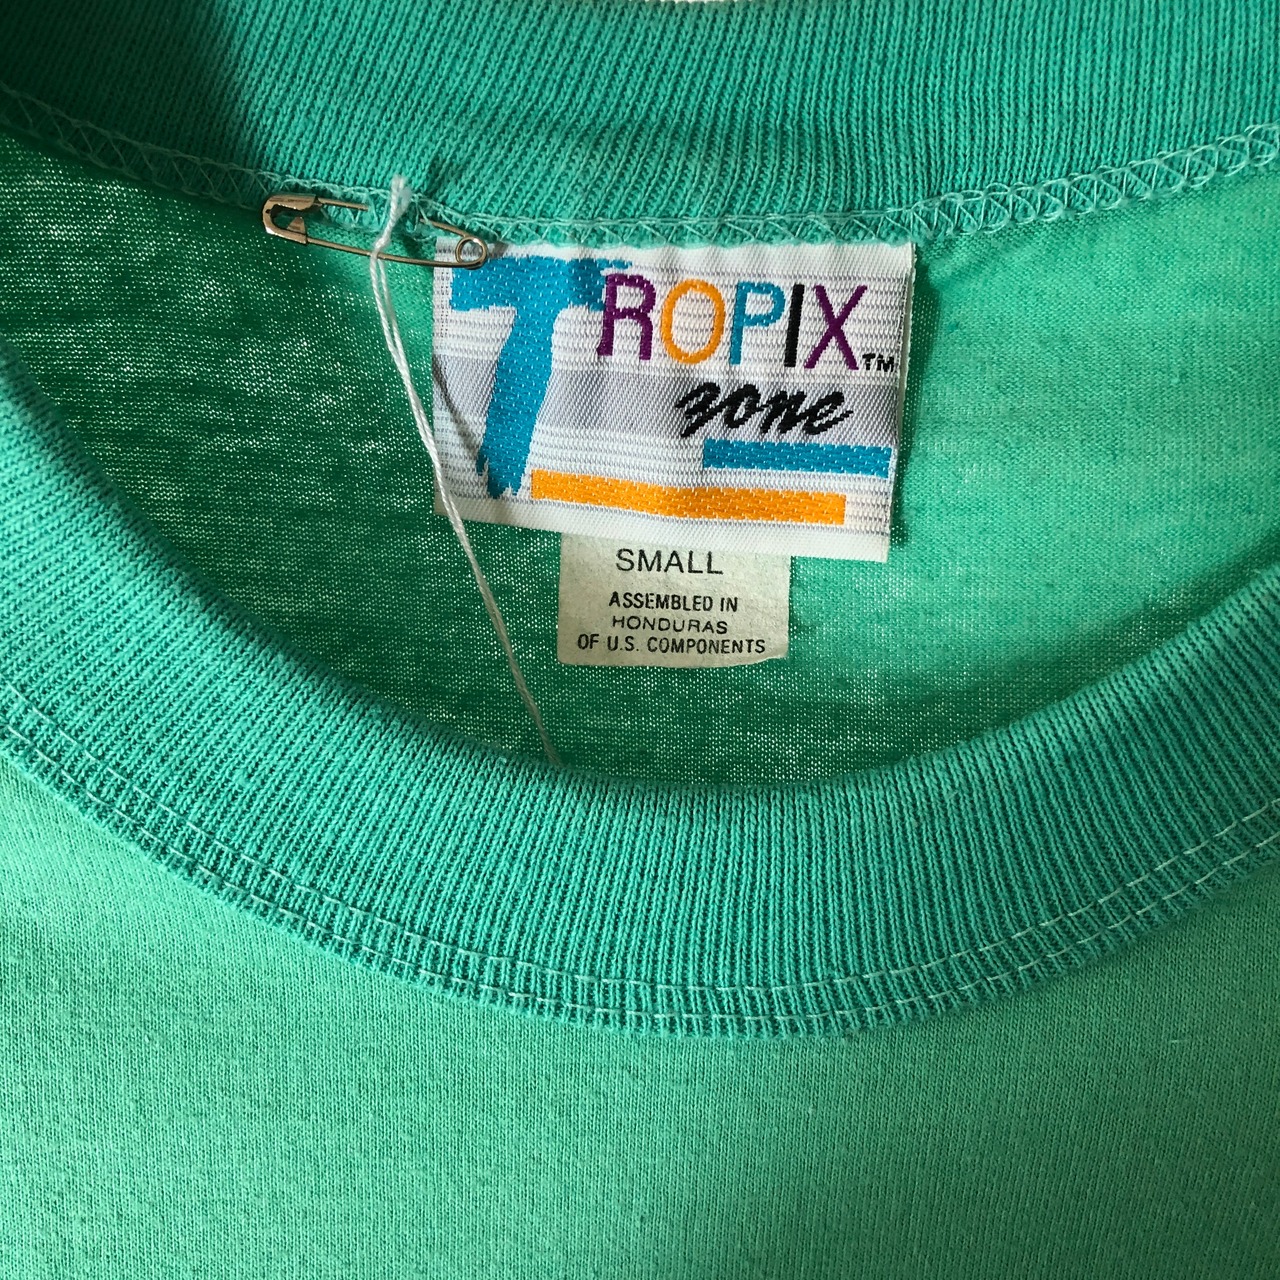 TROPIX™
zone
SMALL
ASSEMBLED IN
HONDURAS
OF U.S. COMPONENTS